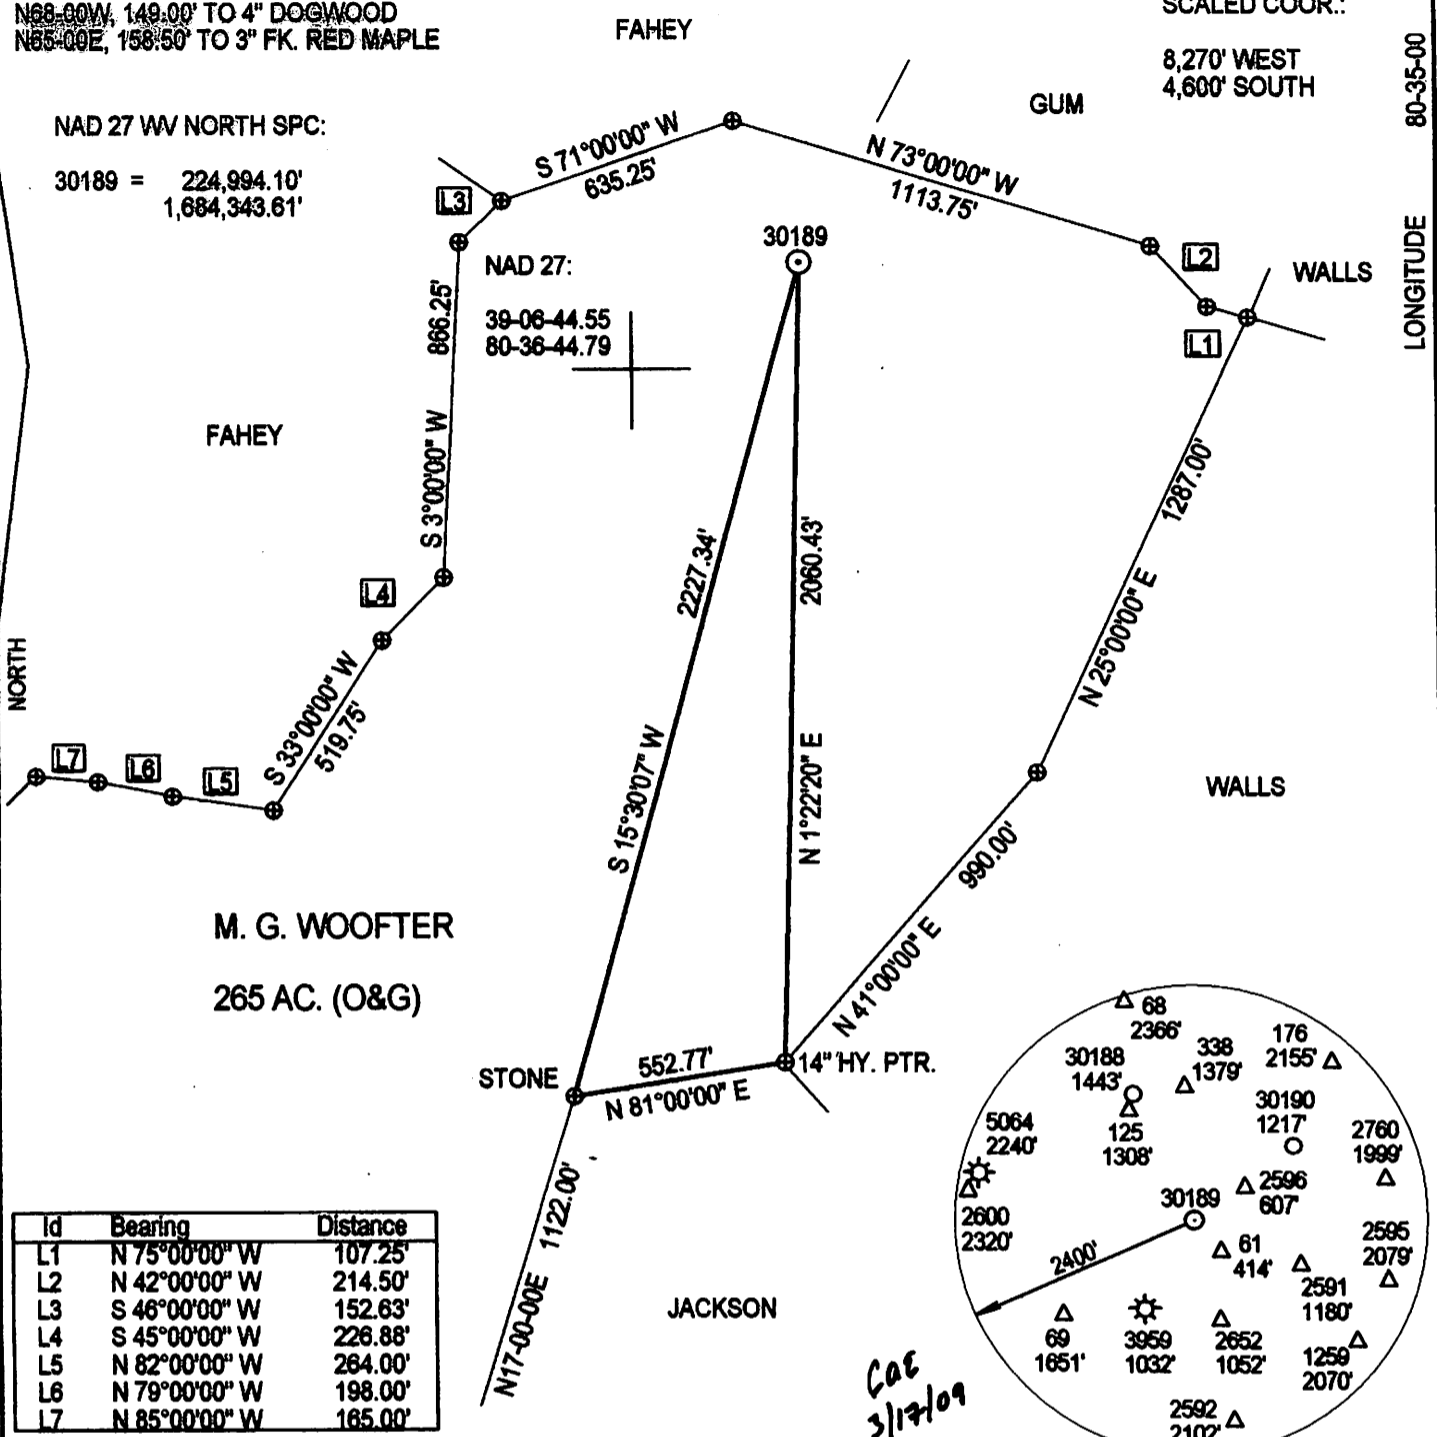 N68-00W, 149.00' TO 4" DOGWOOD
N65-00E, 158.50' TO 3" FK. RED MAPLE
FAHEY
SCALED COOR.:
8,270' WEST
4,600' SOUTH
LONGITUDE 80-35-00
GUM
NAD 27 WV NORTH SPC:
30189 = 224,994.10'
1,684,343.61'
S 71°00'00" W
635.25'
N 73°00'00" W
1113.75'
L3
30189
L2
WALLS
L1
NAD 27:
39-06-44.55
80-36-44.79
866.25'
S 3°00'00" W
FAHEY
1287.00'
N 25°00'00" E
2227.34'
S 15°30'07" W
2060.43'
N 1°22'20" E
L4
NORTH
S 33°00'00" W
519.75'
L7
L6
L5
WALLS
990.00'
N 41°00'00" E
M. G. WOOFTER
265 AC. (O&G)
STONE
552.77'
N 81°00'00" E
14" HY. PTR.
N17-00-00E 1122.00'
JACKSON
Id Bearing Distance
L1 N 75°00'00" W 107.25'
L2 N 42°00'00" W 214.50'
L3 S 46°00'00" W 152.63'
L4 S 45°00'00" W 226.88'
L5 N 82°00'00" W 264.00'
L6 N 79°00'00" W 198.00'
L7 N 85°00'00" W 165.00'
68
2366'
30188
1443'
338
1379'
176
2155'
125
1308'
30190
1217'
5064
2240'
2760
1999'
2596
607'
30189
2600
2320'
2400'
61
414'
2595
2079'
2591
1180'
69
1651'
3959
1032'
2652
1052'
1259
2070'
2592
2102'
CAE
3/17/09